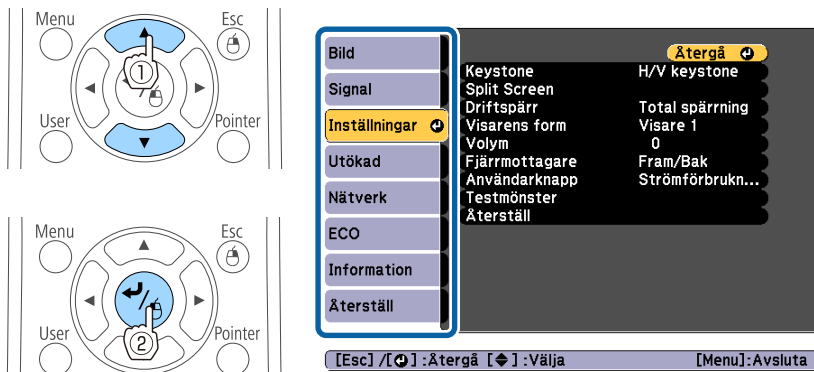 Menu
Esc
1
User
Pointer
Menu
Esc
User
Pointer
2
Bild
Signal
Inställningar
Utökad
Nätverk
ECO
Information
Återställ
Återgå
Keystone H/V keystone
Split Screen
Driftspärr Total spärrning
Visarens form Visare 1
Volym 0
Fjärrmottagare Fram/Bak
Användarknapp Strömförbrukn...
Testmönster
Återställ
[Esc] /[ ] :Återgå [ ] :Välja [Menu]:Avsluta